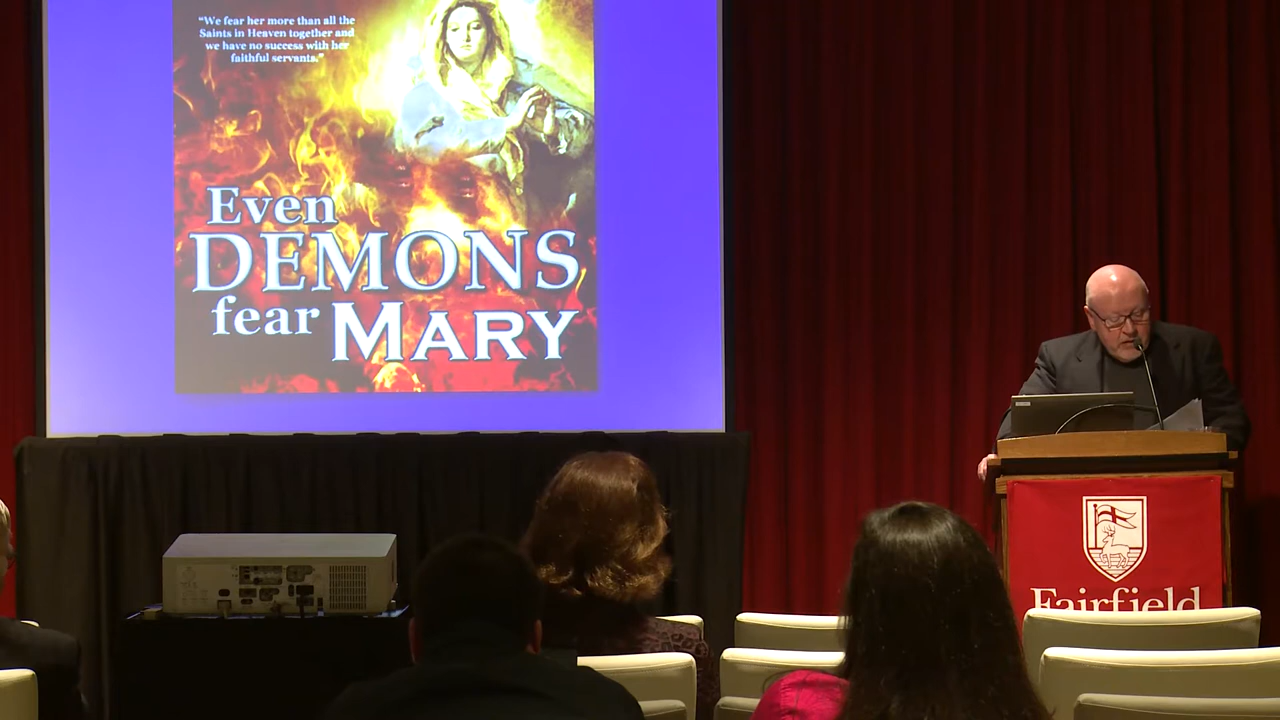 “We fear her more than all the
Saints in Heaven together and
we have no success with her
faithful servants.”
Even
DEMONS
fear MARY
Fairfield